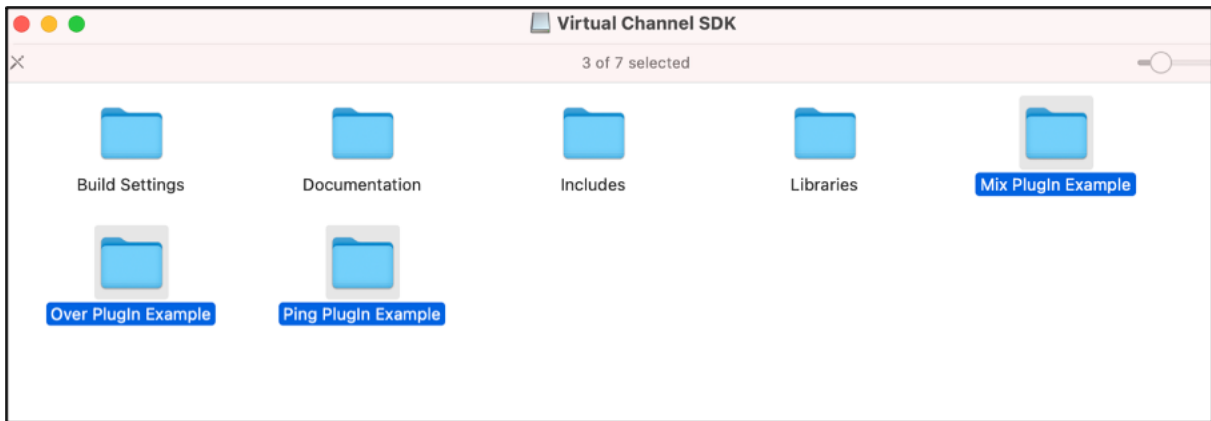 Virtual Channel SDK
3 of 7 selected
Build Settings
Documentation
Includes
Libraries
Mix PlugIn Example
Over PlugIn Example
Ping PlugIn Example